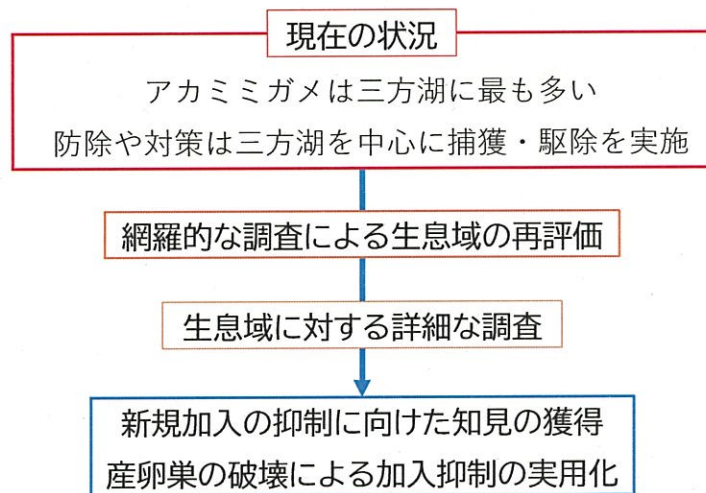 現在の状況
アカミミガメは三方湖に最も多い
防除や対策は三方湖を中心に捕獲・駆除を実施
網羅的な調査による生息域の再評価
生息域に対する詳細な調査
新規加入の抑制に向けた知見の獲得
産卵巣の破壊による加入抑制の実用化